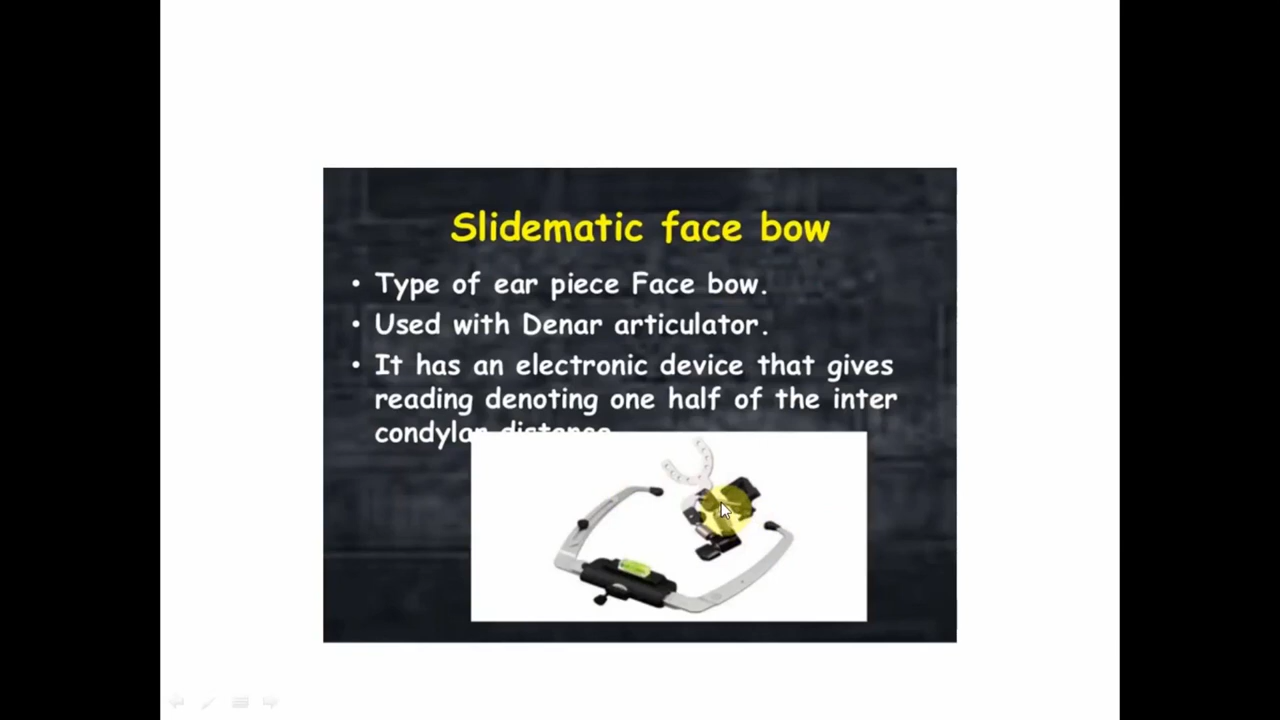 Slidematic face bow
• Type of ear piece Face bow.
• Used with Denar articulator.
• It has an electronic device that gives
reading denoting one half of the inter
condylar distance